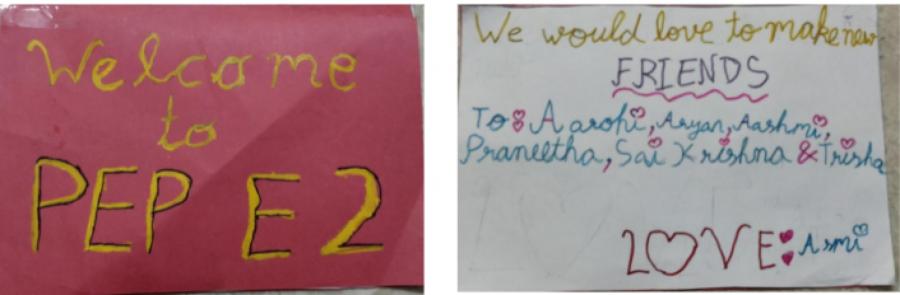 Welcome
to
PEP E2
We would love to make new
FRIENDS
To: Aarohi, Aryan, Aashmi,
Praneetha, Sai Krishna & Trisha
LOVE: Asmi